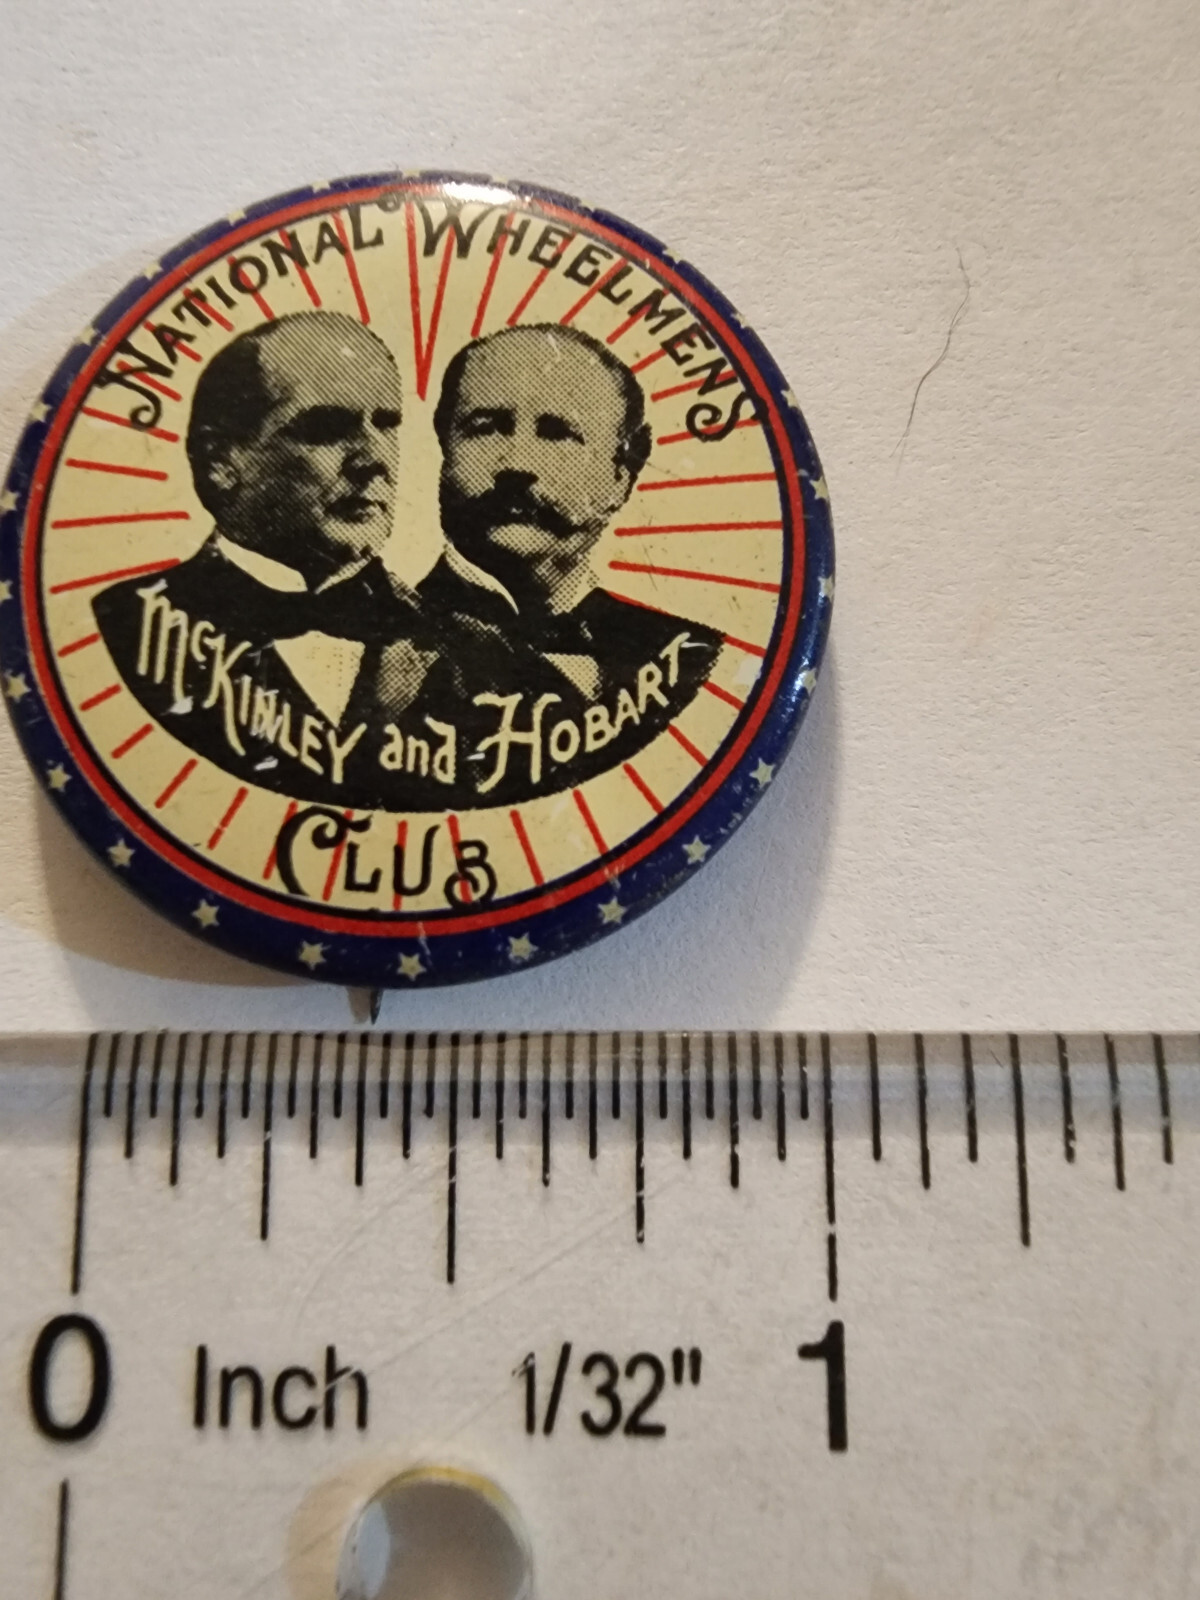 NATIONAL WHEELMENS
McKINLEY and HOBART
CLUB
0 Inch 1/32" 1